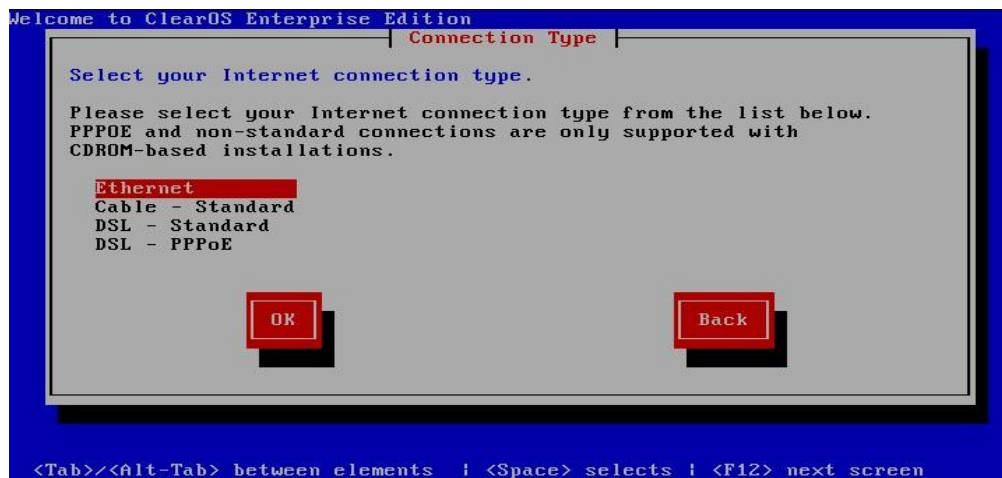 Welcome to ClearOS Enterprise Edition
Connection Type
Select your Internet connection type.
Please select your Internet connection type from the list below.
PPPOE and non-standard connections are only supported with
CDROM-based installations.
Ethernet
Cable - Standard
DSL - Standard
DSL - PPPoE
OK Back
<Tab>/<Alt-Tab> between elements | <Space> selects | <F12> next screen